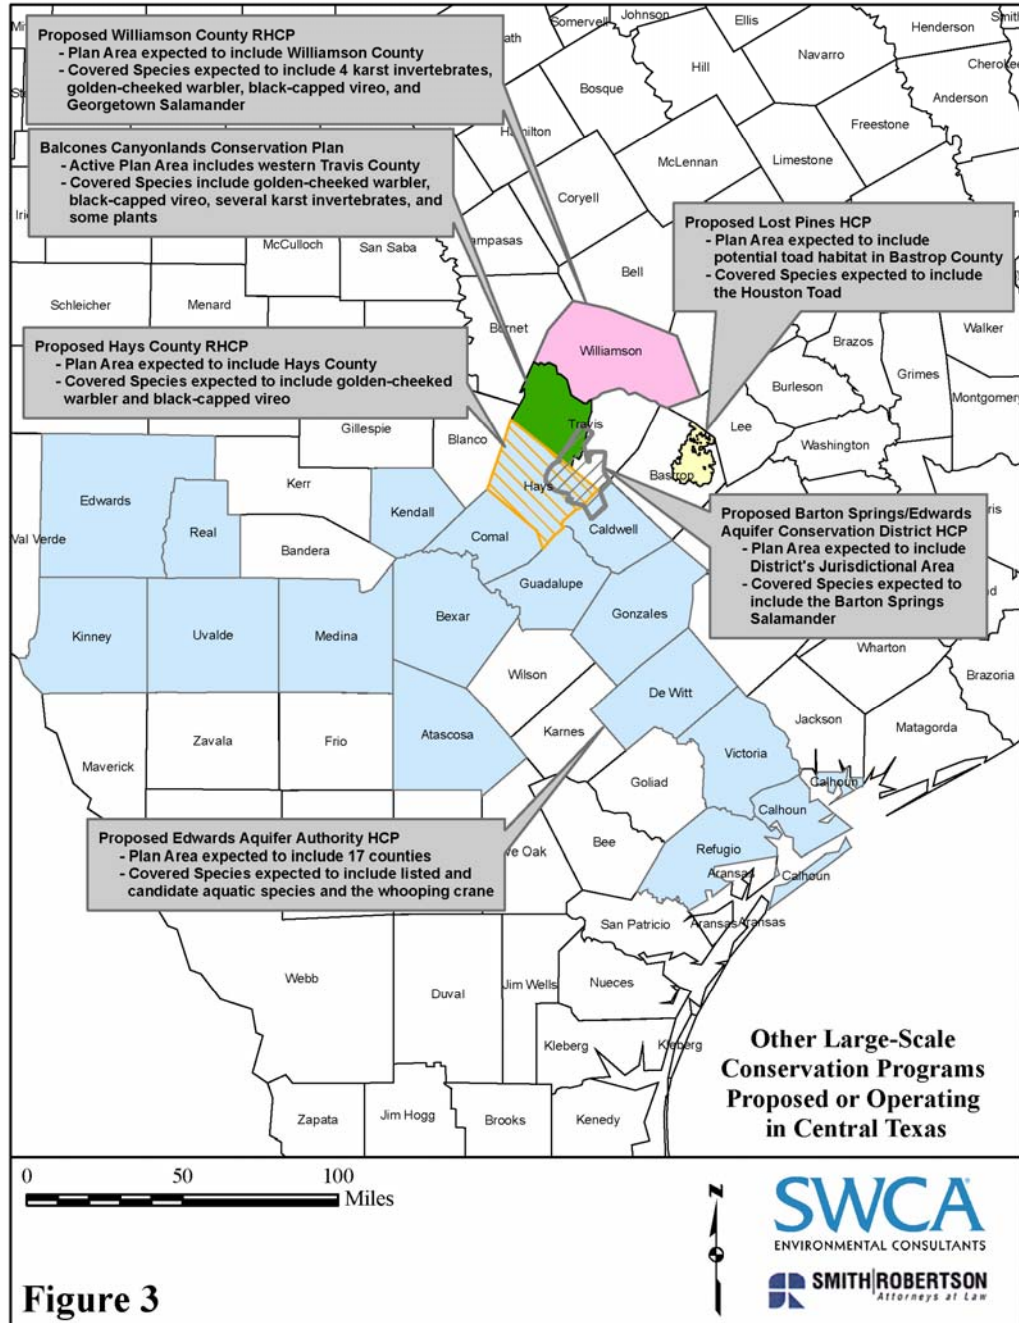 Proposed Williamson County RHCP
- Plan Area expected to include Williamson County
- Covered Species expected to include 4 karst invertebrates,
golden-cheeked warbler, black-capped vireo, and
Georgetown Salamander
Balcones Canyonlands Conservation Plan
- Active Plan Area includes western Travis County
- Covered Species include golden-cheeked warbler,
black-capped vireo, several karst invertebrates, and
some plants
Proposed Lost Pines HCP
- Plan Area expected to include
potential toad habitat in Bastrop County
- Covered Species expected to include
the Houston Toad
Proposed Hays County RHCP
- Plan Area expected to include Hays County
- Covered Species expected to include golden-cheeked
warbler and black-capped vireo
Proposed Barton Springs/Edwards
Aquifer Conservation District HCP
- Plan Area expected to include
District's Jurisdictional Area
- Covered Species expected to
include the Barton Springs
Salamander
Proposed Edwards Aquifer Authority HCP
- Plan Area expected to include 17 counties
- Covered Species expected to include listed and
candidate aquatic species and the whooping crane
Somervell
Johnson
Ellis
Henderson
Hill
Navarro
Anderson
Bosque
Freestone
McLennan
Limestone
Coryell
McCulloch
San Saba
Bell
Schleicher
Menard
Walker
Brazos
Grimes
Williamson
Burleson
Montgomery
Travis
Lee
Washington
Gillespie
Blanco
Bastrop
Kerr
Hays
Edwards
Kendall
Real
Caldwell
Val Verde
Comal
Bandera
Guadalupe
Gonzales
Bexar
Kinney
Uvalde
Medina
Wharton
Wilson
Brazoria
De Witt
Jackson
Matagorda
Karnes
Atascosa
Zavala
Frio
Victoria
Maverick
Goliad
Calhoun
Calhoun
Bee
Refugio
Aransas
Calhoun
San Patricio
Aransas
Aransas
Webb
Duval
Jim Wells
Nueces
Kleberg
Kleberg
Zapata
Jim Hogg
Brooks
Kenedy
Other Large-Scale
Conservation Programs
Proposed or Operating
in Central Texas
0 50 100
Miles
N
SWCA
ENVIRONMENTAL CONSULTANTS
SMITH|ROBERTSON
Attorneys at Law
Figure 3